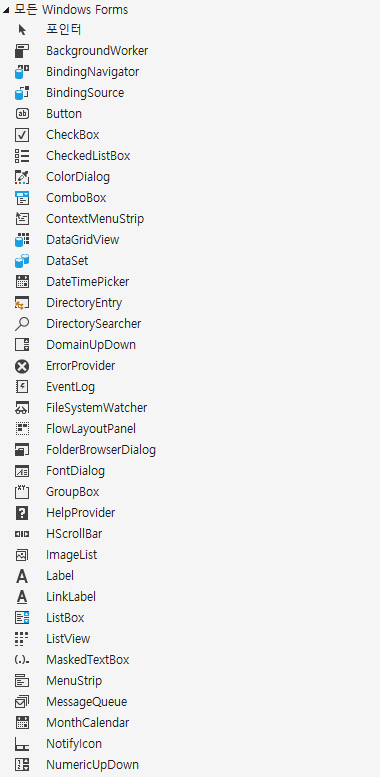 모든 Windows Forms
포인터
BackgroundWorker
BindingNavigator
BindingSource
Button
CheckBox
CheckedListBox
ColorDialog
ComboBox
ContextMenuStrip
DataGridView
DataSet
DateTimePicker
DirectoryEntry
DirectorySearcher
DomainUpDown
ErrorProvider
EventLog
FileSystemWatcher
FlowLayoutPanel
FolderBrowserDialog
FontDialog
GroupBox
HelpProvider
HScrollBar
ImageList
Label
LinkLabel
ListBox
ListView
MaskedTextBox
MenuStrip
MessageQueue
MonthCalendar
NotifyIcon
NumericUpDown